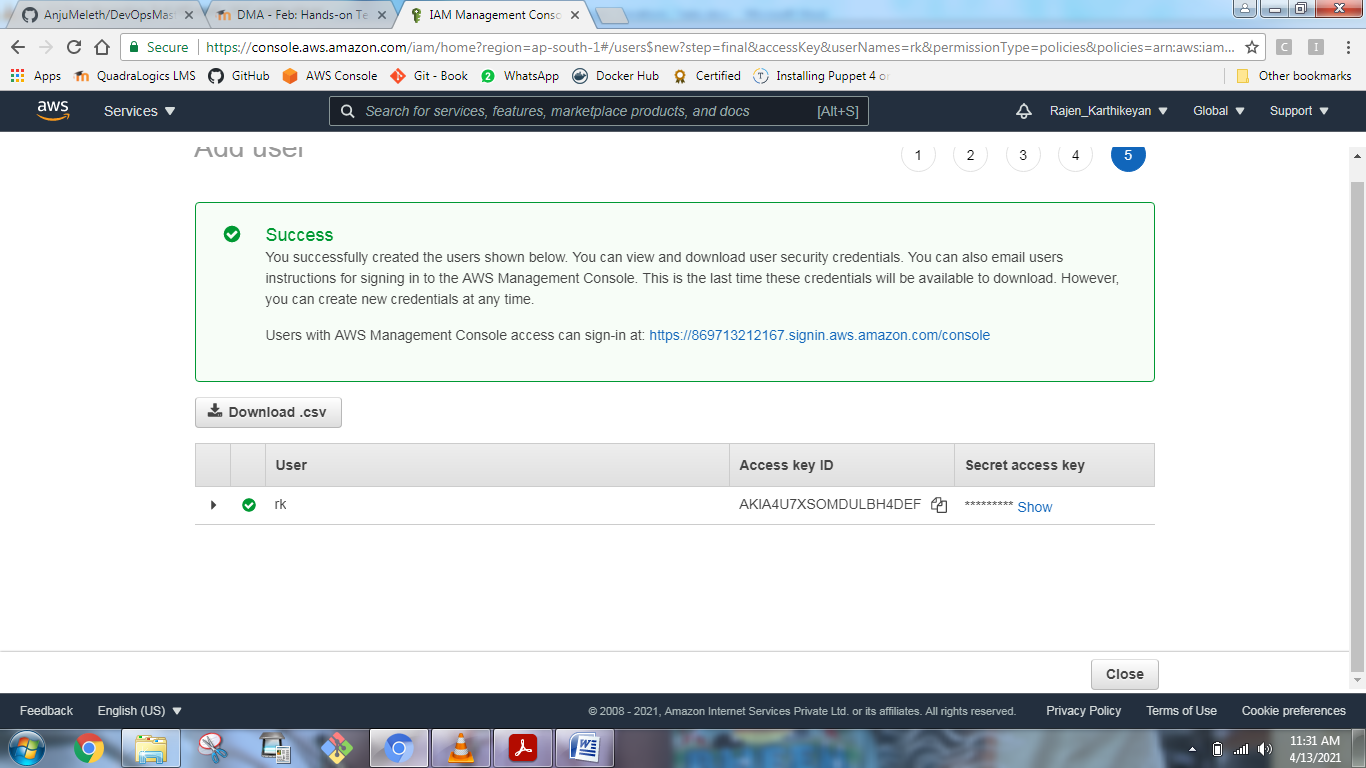 AnjuMeleth/DevOpsMas
DMA - Feb: Hands-on Te
IAM Management Conso
Secure
https://console.aws.amazon.com/iam/home?region=ap-south-1#/users$new?step=final&accessKey&userNames=rk&permissionType=policies&policies=arn:aws:iam...
C
I
Apps
QuadraLogics LMS
GitHub
AWS Console
Git - Book
2
WhatsApp
Docker Hub
Certified
T
Installing Puppet 4 o
Other bookmarks
aws
Services
Search for services, features, marketplace products, and docs
[Alt+S]
Rajen_Karthikeyan
Global
Support
Add user
1
2
3
4
5
Success
You successfully created the users shown below. You can view and download user security credentials. You can also email users
instructions for signing in to the AWS Management Console. This is the last time these credentials will be available to download. However,
you can create new credentials at any time.
Users with AWS Management Console access can sign-in at: https://869713212167.signin.aws.amazon.com/console
Download .csv
User
Access key ID
Secret access key
rk
AKIA4U7XSOMDULBH4DEF
********* Show
Close
Feedback
English (US)
© 2008 - 2021, Amazon Internet Services Private Ltd. or its affiliates. All rights reserved.
Privacy Policy
Terms of Use
Cookie preferences
11:31 AM
4/13/2021